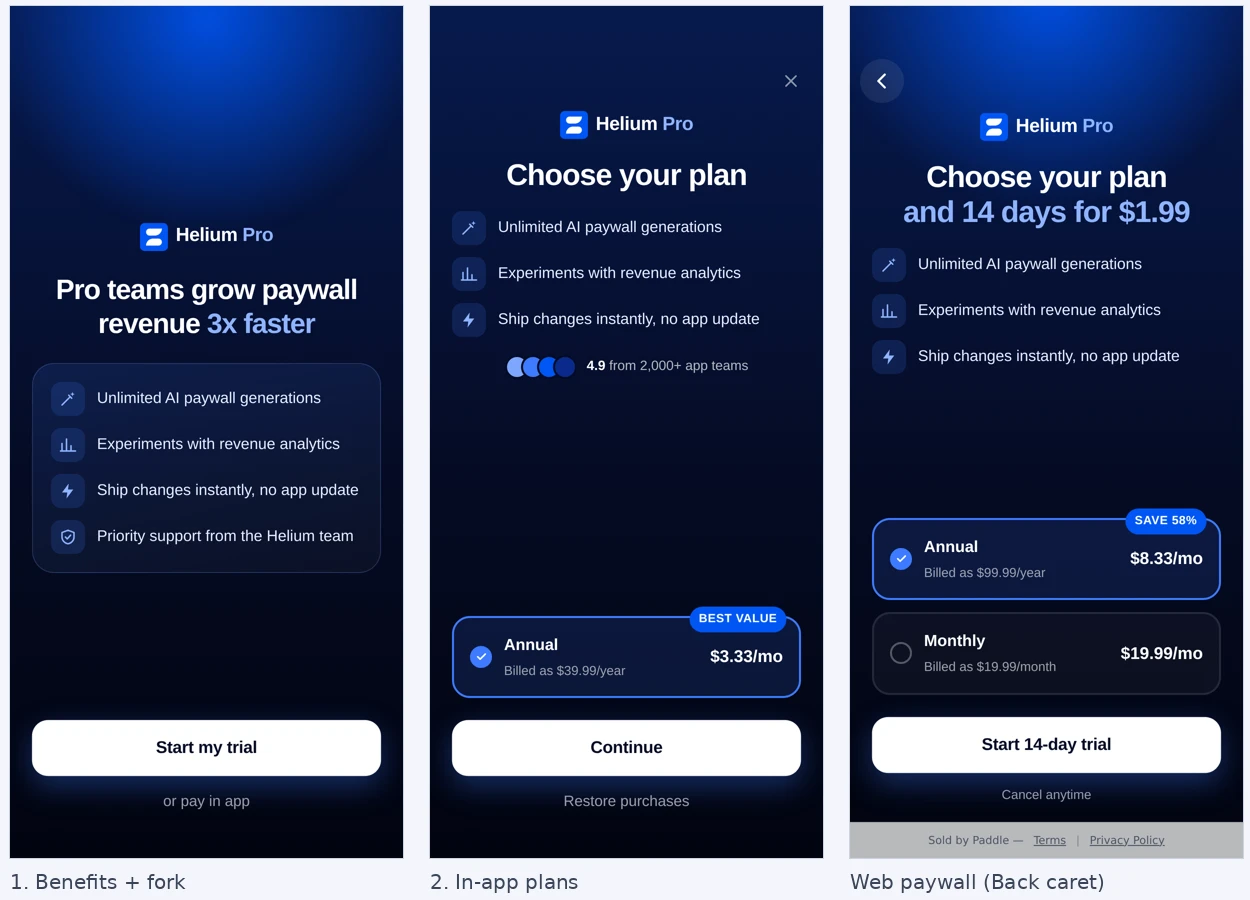 Helium Pro
Pro teams grow paywall
revenue 3x faster
Unlimited AI paywall generations
Experiments with revenue analytics
Ship changes instantly, no app update
Priority support from the Helium team
Start my trial
or pay in app
1. Benefits + fork
Helium Pro
Choose your plan
Unlimited AI paywall generations
Experiments with revenue analytics
Ship changes instantly, no app update
4.9 from 2,000+ app teams
BEST VALUE
Annual
$3.33/mo
Billed as $39.99/year
Continue
Restore purchases
2. In-app plans
Helium Pro
Choose your plan
and 14 days for $1.99
Unlimited AI paywall generations
Experiments with revenue analytics
Ship changes instantly, no app update
SAVE 58%
Annual
$8.33/mo
Billed as $99.99/year
Monthly
$19.99/mo
Billed as $19.99/month
Start 14-day trial
Cancel anytime
Sold by Paddle — Terms | Privacy Policy
Web paywall (Back caret)